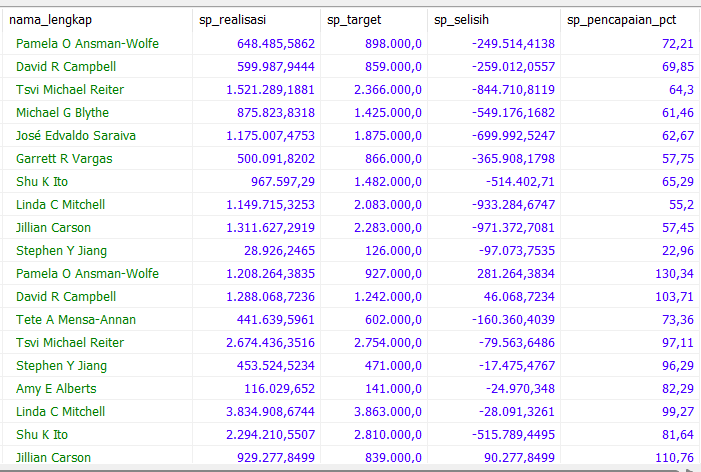 nama_lengkap sp_realisasi sp_target sp_selisih sp_pencapaian_pct
Pamela O Ansman-Wolfe 648.485,5862 898.000,0 -249.514,4138 72,21
David R Campbell 599.987,9444 859.000,0 -259.012,0557 69,85
Tsvi Michael Reiter 1.521.289,1881 2.366.000,0 -844.710,8119 64,3
Michael G Blythe 875.823,8318 1.425.000,0 -549.176,1682 61,46
José Edvaldo Saraiva 1.175.007,4753 1.875.000,0 -699.992,5247 62,67
Garrett R Vargas 500.091,8202 866.000,0 -365.908,1798 57,75
Shu K Ito 967.597,29 1.482.000,0 -514.402,71 65,29
Linda C Mitchell 1.149.715,3253 2.083.000,0 -933.284,6747 55,2
Jillian Carson 1.311.627,2919 2.283.000,0 -971.372,7081 57,45
Stephen Y Jiang 28.926,2465 126.000,0 -97.073,7535 22,96
Pamela O Ansman-Wolfe 1.208.264,3835 927.000,0 281.264,3834 130,34
David R Campbell 1.288.068,7236 1.242.000,0 46.068,7234 103,71
Tete A Mensa-Annan 441.639,5961 602.000,0 -160.360,4039 73,36
Tsvi Michael Reiter 2.674.436,3516 2.754.000,0 -79.563,6486 97,11
Stephen Y Jiang 453.524,5234 471.000,0 -17.475,4767 96,29
Amy E Alberts 116.029,652 141.000,0 -24.970,348 82,29
Linda C Mitchell 3.834.908,6744 3.863.000,0 -28.091,3261 99,27
Shu K Ito 2.294.210,5507 2.810.000,0 -515.789,4495 81,64
Jillian Carson 929.277,8499 839.000,0 90.277,8499 110,76